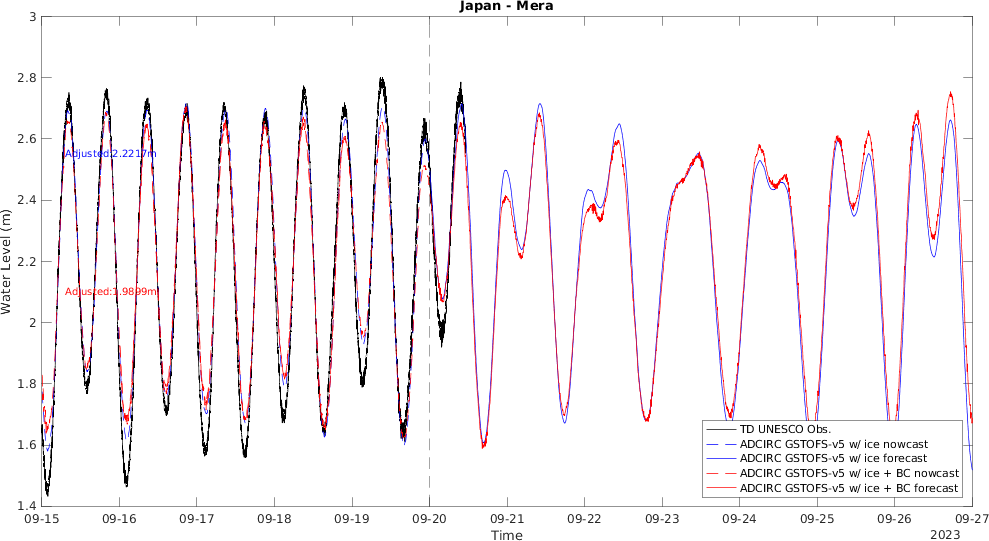 Japan - Mera
3
2.8
2.6
2.4
2.2
2
1.8
1.6
1.4
Water Level (m)
Adjusted:2.2217m
Adjusted:1.9899m
TD UNESCO Obs.
ADCIRC GSTOFS-v5 w/ ice nowcast
ADCIRC GSTOFS-v5 w/ ice forecast
ADCIRC GSTOFS-v5 w/ ice + BC nowcast
ADCIRC GSTOFS-v5 w/ ice + BC forecast
09-15 09-16 09-17 09-18 09-19 09-20 09-21 09-22 09-23 09-24 09-25 09-26 09-27
Time
2023